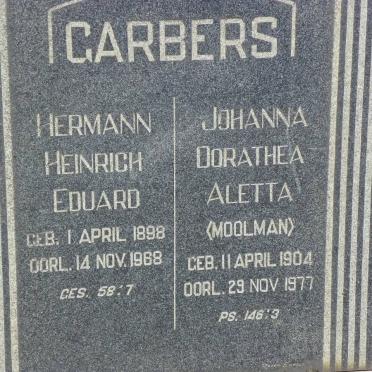 GARBERS
HERMANN
HEINRICH
EDUARD
GEB. 1 APRIL 1898
OORL. 14 NOV. 1968
GES. 58:7
JOHANNA
DORATHEA
ALETTA
(MOOLMAN)
GEB. 11 APRIL 1904
OORL. 29 NOV 1977
PS. 146:3